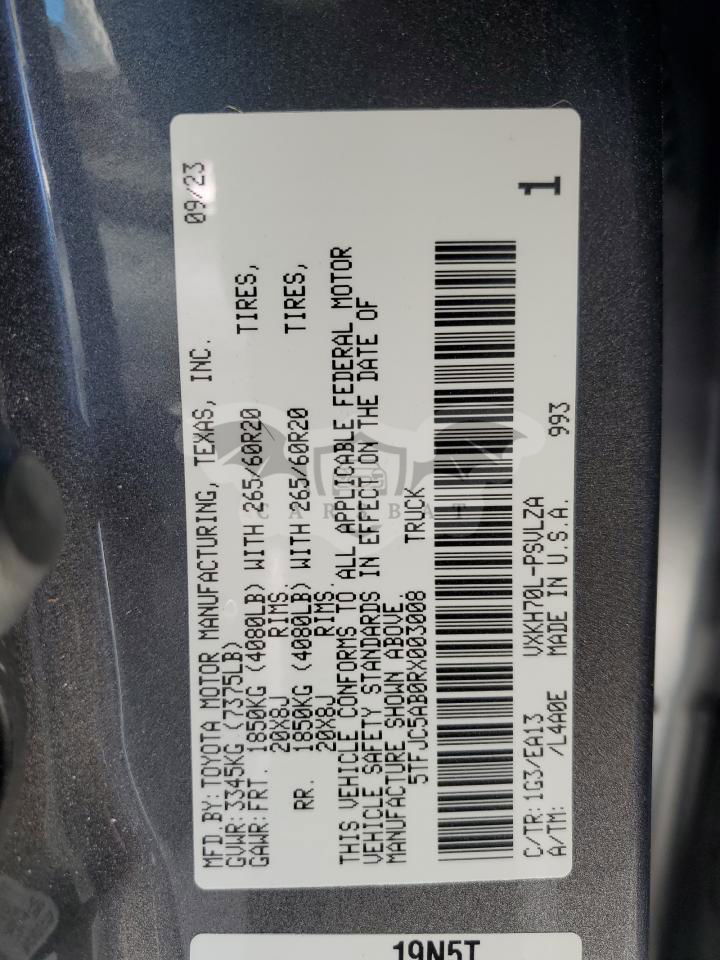 MFD.BY:TOYOTA MOTOR MANUFACTURING, TEXAS, INC. 09/23
GVWR:3345KG (7375LB)
GAWR:FRT. 1850KG (4080LB) WITH 265/60R20 TIRES,
20X8J RIMS.
RR. 1850KG (4080LB) WITH 265/60R20 TIRES,
20X8J RIMS.
THIS VEHICLE CONFORMS TO ALL APPLICABLE FEDERAL MOTOR
VEHICLE SAFETY STANDARDS IN EFFECT ON THE DATE OF
MANUFACTURE SHOWN ABOVE.
5TFJC5AB0RX003008 TRUCK
1
C/TR:1G3/EA13 VXKH70L-PSVLZA
A/TM: /L4A0E MADE IN U.S.A. 993
CARSBAT
19N5T